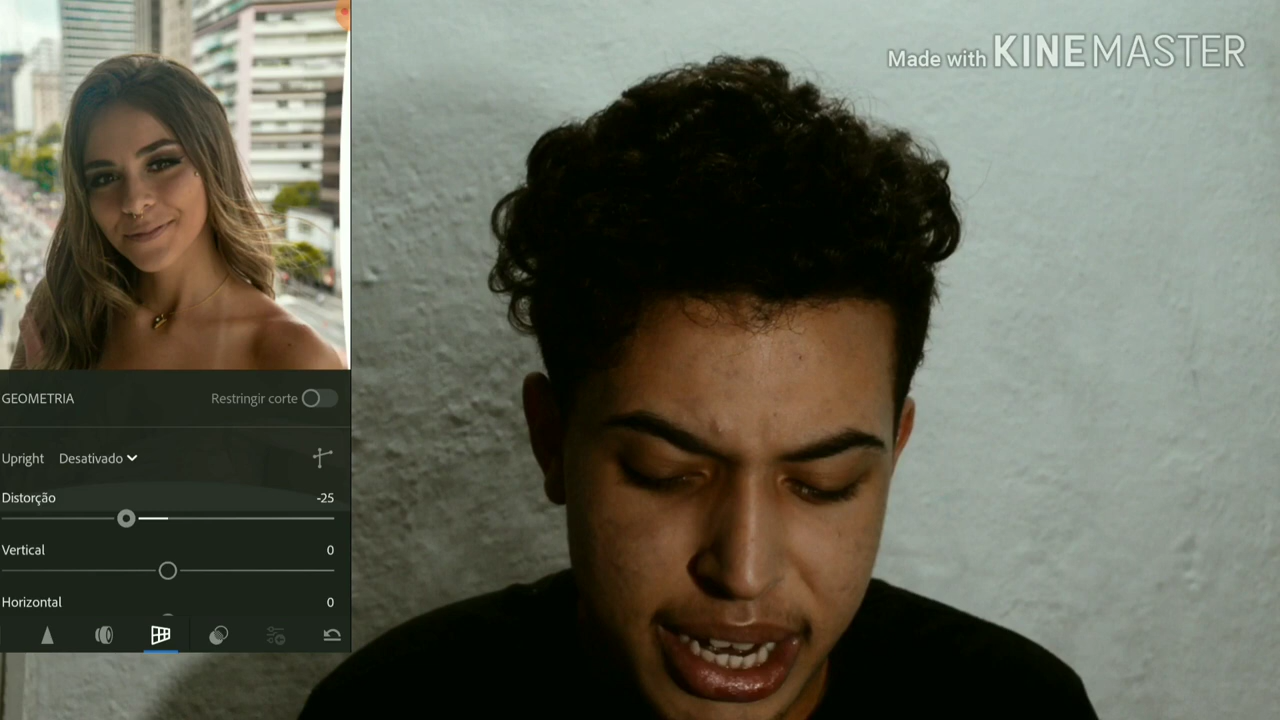 Made with KINEMASTER
GEOMETRIA Restringir corte
Upright Desativado
Distorção -25
Vertical 0
Horizontal 0